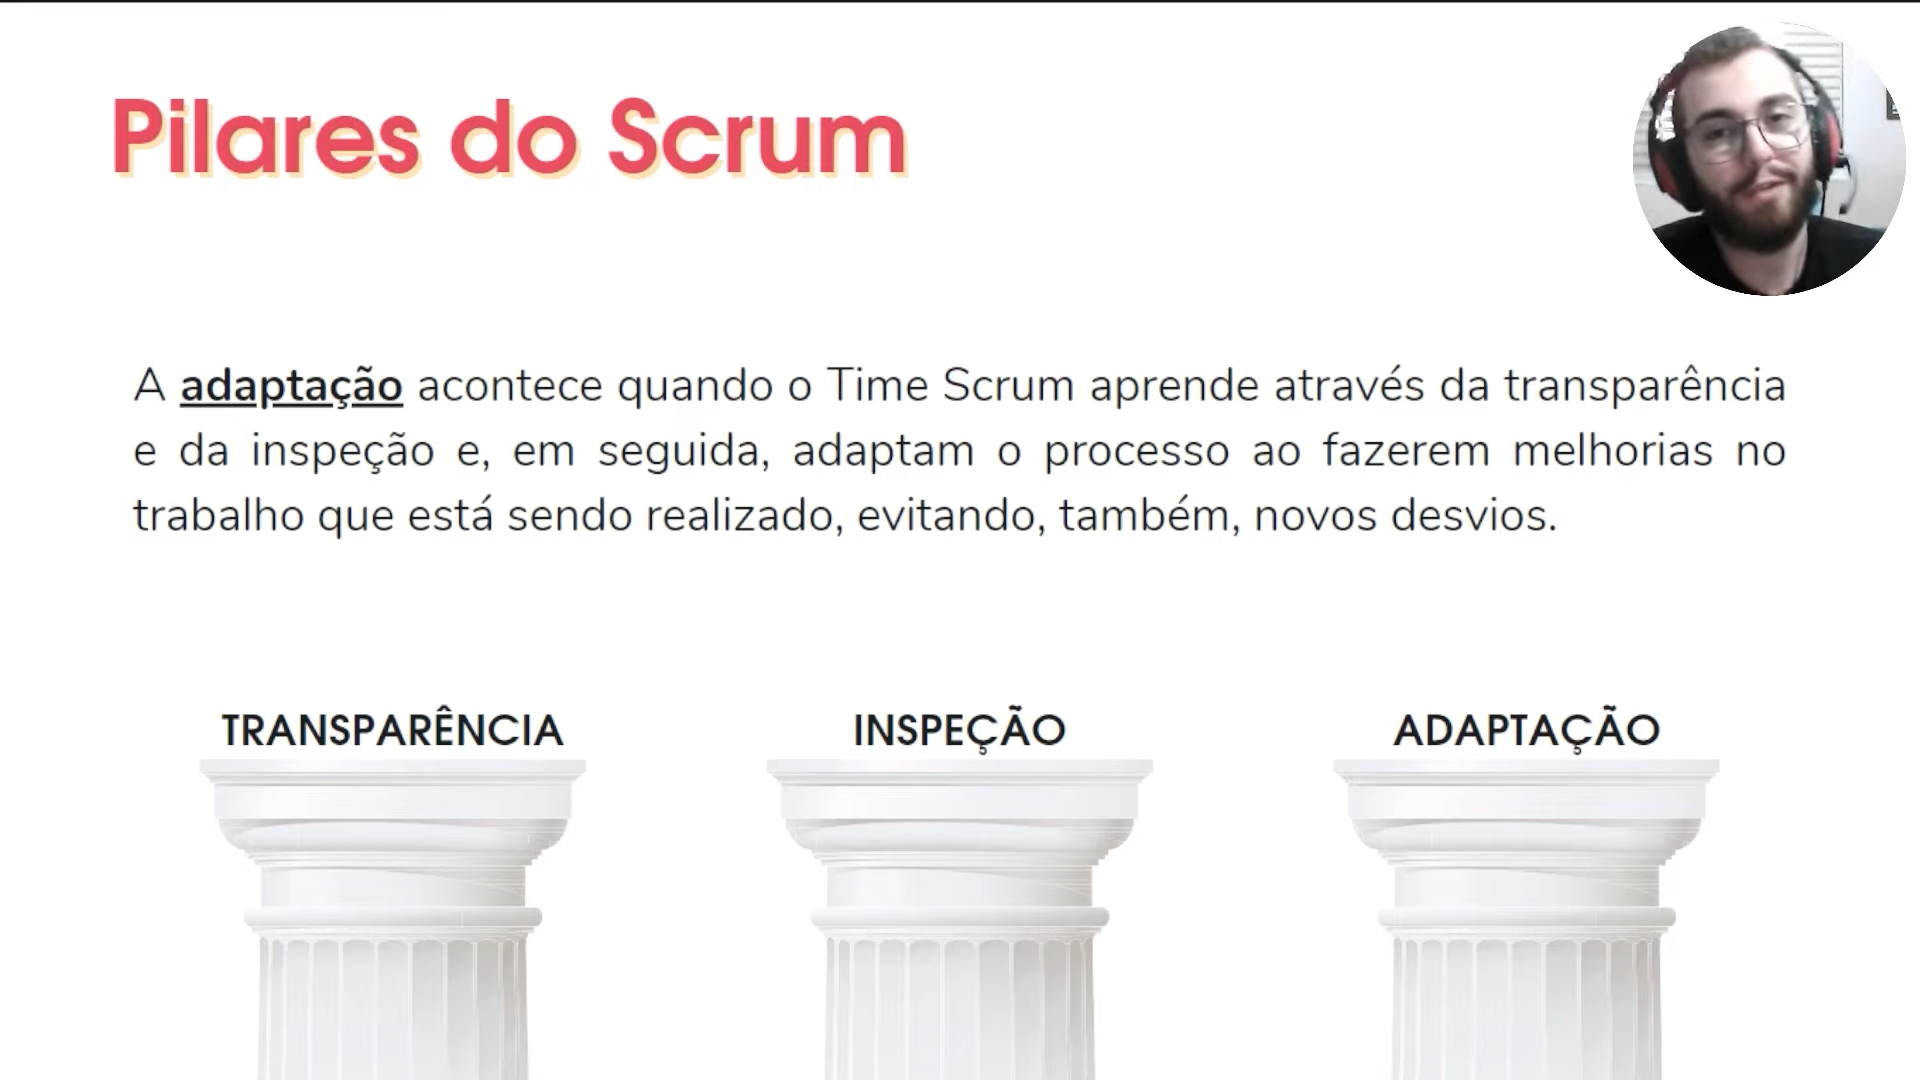 Pilares do Scrum
A adaptação acontece quando o Time Scrum aprende através da transparência
e da inspeção e, em seguida, adaptam o processo ao fazerem melhorias no
trabalho que está sendo realizado, evitando, também, novos desvios.
TRANSPARÊNCIA
INSPEÇÃO
ADAPTAÇÃO